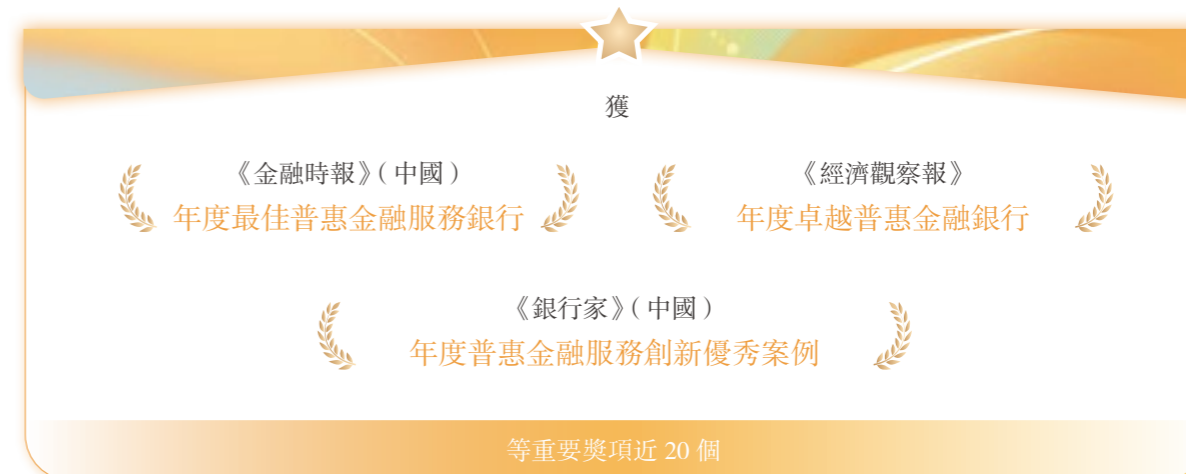 獲
《金融時報》（中國）
年度最佳普惠金融服務銀行
《經濟觀察報》
年度卓越普惠金融銀行
《銀行家》（中國）
年度普惠金融服務創新優秀案例
等重要獎項近 20 個